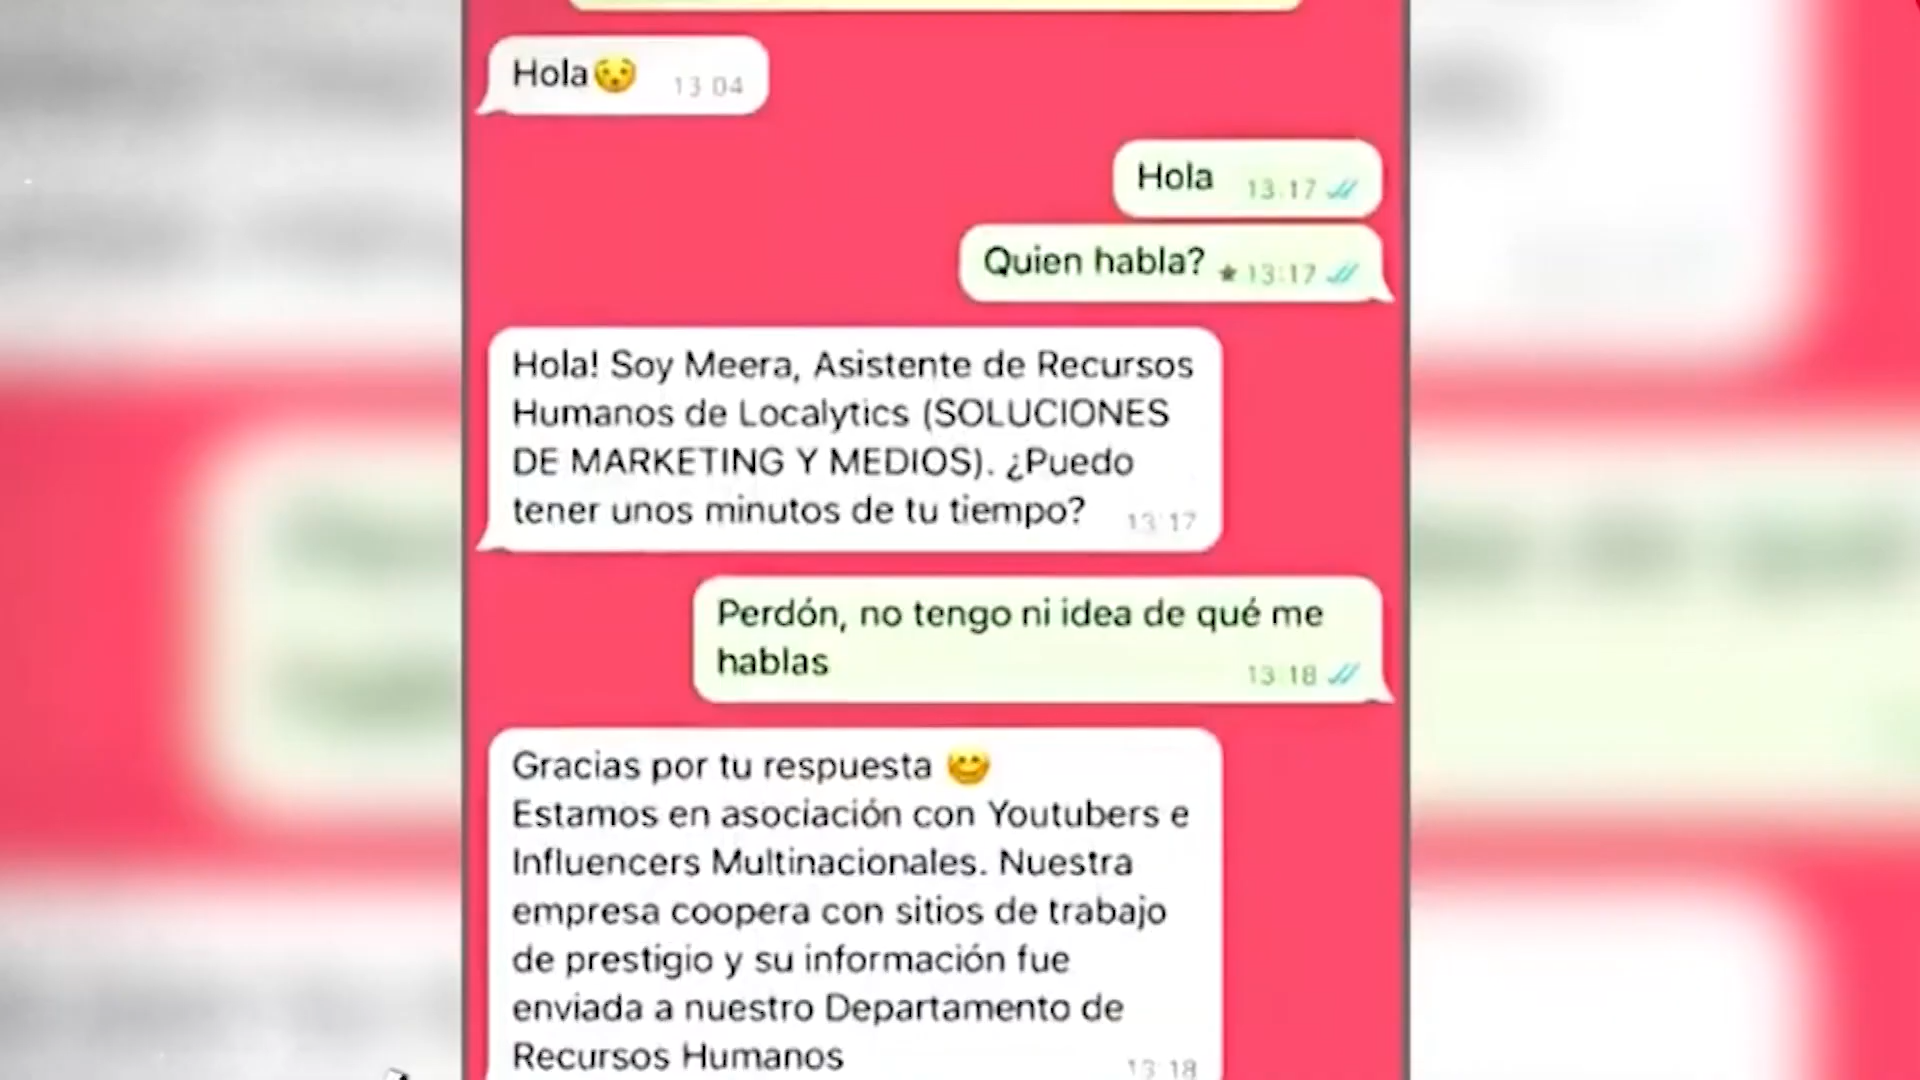 Hola😯 13:04
Hola 13:17
Quien habla? ★ 13:17
Hola! Soy Meera, Asistente de Recursos
Humanos de Localytics (SOLUCIONES
DE MARKETING Y MEDIOS). ¿Puedo
tener unos minutos de tu tiempo? 13:17
Perdón, no tengo ni idea de qué me
hablas 13:18
Gracias por tu respuesta 😊
Estamos en asociación con Youtubers e
Influencers Multinacionales. Nuestra
empresa coopera con sitios de trabajo
de prestigio y su información fue
enviada a nuestro Departamento de
Recursos Humanos 13:18